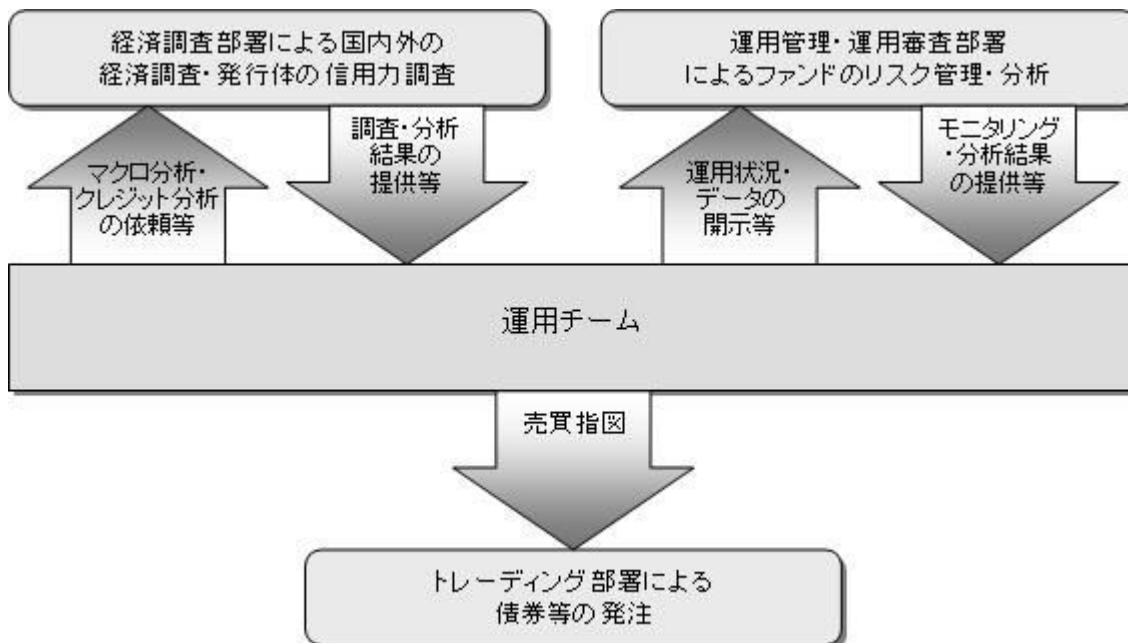 経済調査部署による国内外の
経済調査・発行体の信用力調査
運用管理・運用審査部署
によるファンドのリスク管理・分析
マクロ分析・
クレジット分析
の依頼等
調査・分析
結果の
提供等
運用状況・
データの
開示等
モニタリング
・分析結果
の提供等
運用チーム
売買指図
トレーディング部署による
債券等の発注